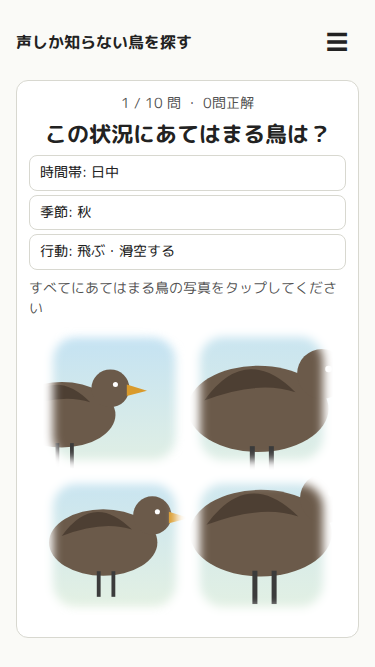 声しか知らない鳥を探す
1 / 10 問 ・ 0問正解
この状況にあてはまる鳥は？
時間帯: 日中
季節: 秋
行動: 飛ぶ・滑空する
すべてにあてはまる鳥の写真をタップしてくださ
い